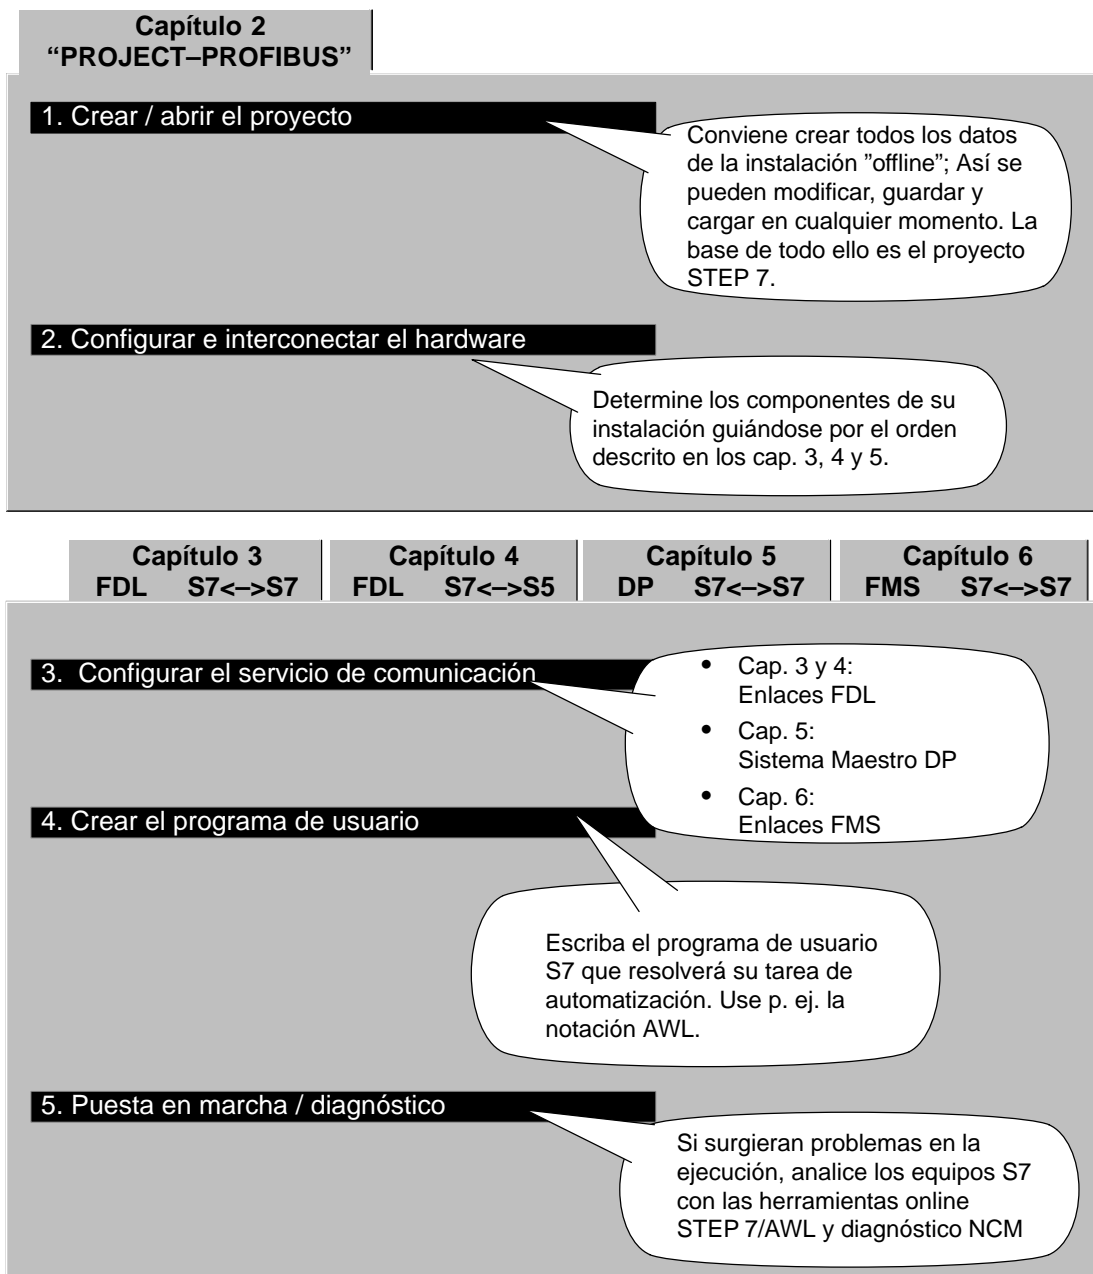 Capítulo 2
“PROJECT–PROFIBUS”
1. Crear / abrir el proyecto
Conviene crear todos los datos
de la instalación ”offline”; Así se
pueden modificar, guardar y
cargar en cualquier momento. La
base de todo ello es el proyecto
STEP 7.
2. Configurar e interconectar el hardware
Determine los componentes de su
instalación guiándose por el orden
descrito en los cap. 3, 4 y 5.
Capítulo 3
FDL S7<–>S7
Capítulo 4
FDL S7<–>S5
Capítulo 5
DP S7<–>S7
Capítulo 6
FMS S7<–>S7
3. Configurar el servicio de comunicación
• Cap. 3 y 4:
Enlaces FDL
• Cap. 5:
Sistema Maestro DP
• Cap. 6:
Enlaces FMS
4. Crear el programa de usuario
Escriba el programa de usuario
S7 que resolverá su tarea de
automatización. Use p. ej. la
notación AWL.
5. Puesta en marcha / diagnóstico
Si surgieran problemas en la
ejecución, analice los equipos S7
con las herramientas online
STEP 7/AWL y diagnóstico NCM